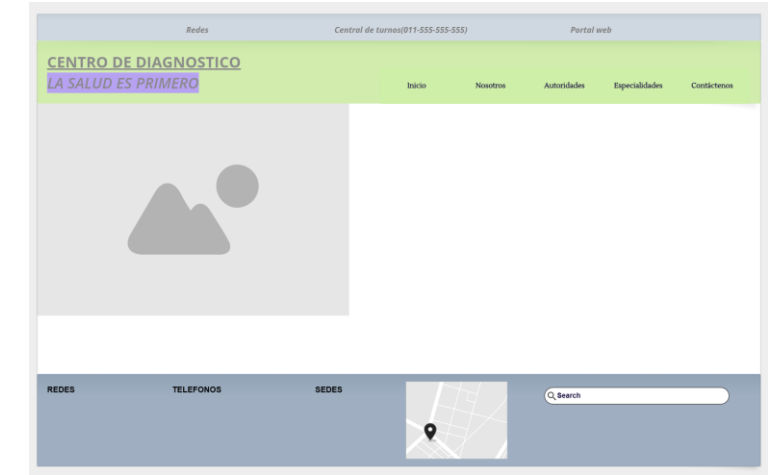 Redes Central de turnos(011-555-555-555) Portal web
CENTRO DE DIAGNOSTICO
LA SALUD ES PRIMERO
Inicio Nosotros Autoridades Especialidades Contáctenos
REDES TELEFONOS SEDES
Search